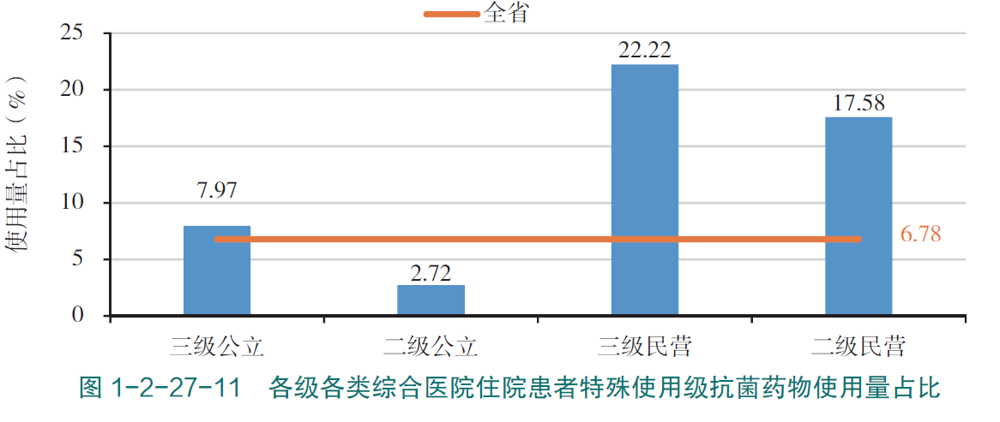 全省
使用量占比（%）
25
20
15
10
5
0
7.97
2.72
22.22
17.58
6.78
三级公立
二级公立
三级民营
二级民营
图 1-2-27-11 各级各类综合医院住院患者特殊使用级抗菌药物使用量占比